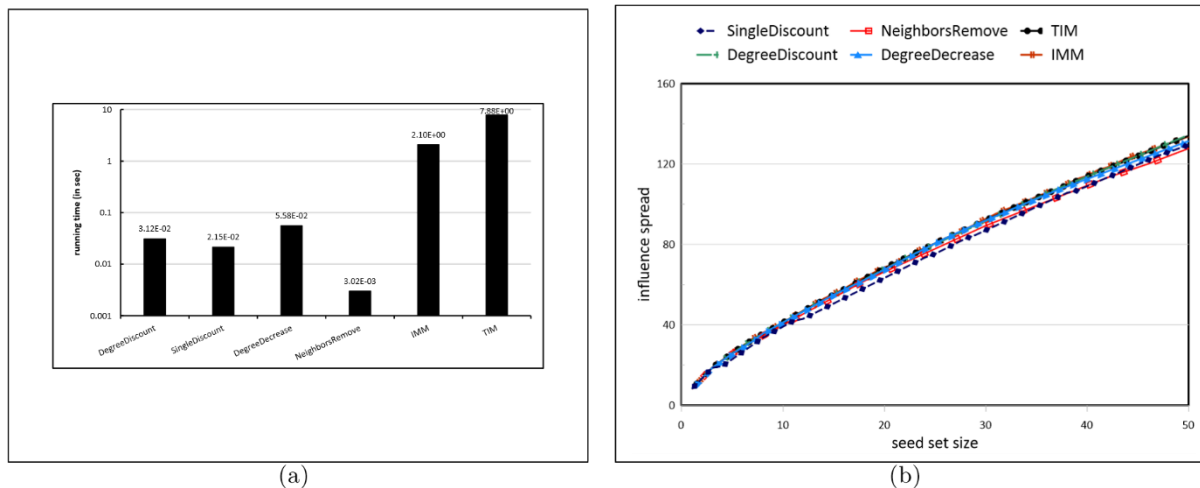 10
1
0.1
0.01
0.001
running time (in sec)
3.12E-02
2.15E-02
5.58E-02
3.02E-03
2.10E+00
7.88E+00
DegreeDiscount
SingleDiscount
DegreeDecrease
NeighborsRemove
IMM
TIM
(a)
SingleDiscount NeighborsRemove TIM
DegreeDiscount DegreeDecrease IMM
160
120
80
40
0
influence spread
0 10 20 30 40 50
seed set size
(b)